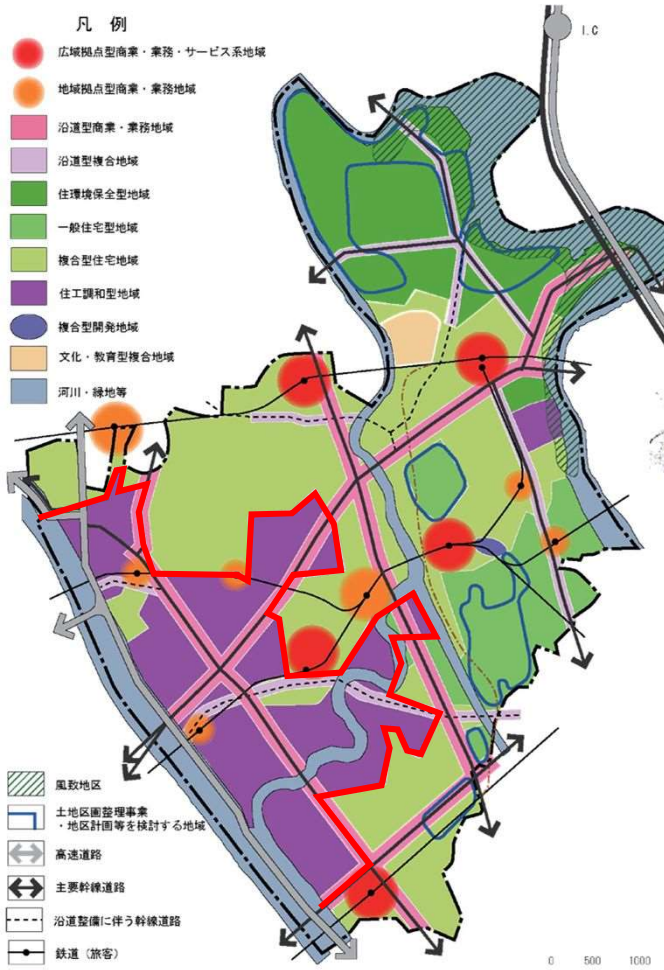 凡 例
I.C
広域拠点型商業・業務・サービス系地域
地域拠点型商業・業務地域
沿道型商業・業務地域
沿道型複合地域
住環境保全型地域
一般住宅型地域
複合型住宅地域
住工調和型地域
複合型開発地域
文化・教育型複合地域
河川・緑地等
風致地区
土地区画整理事業
・地区計画等を検討する地域
高速道路
主要幹線道路
沿道整備に伴う幹線道路
鉄道（旅客）
0 500 1000